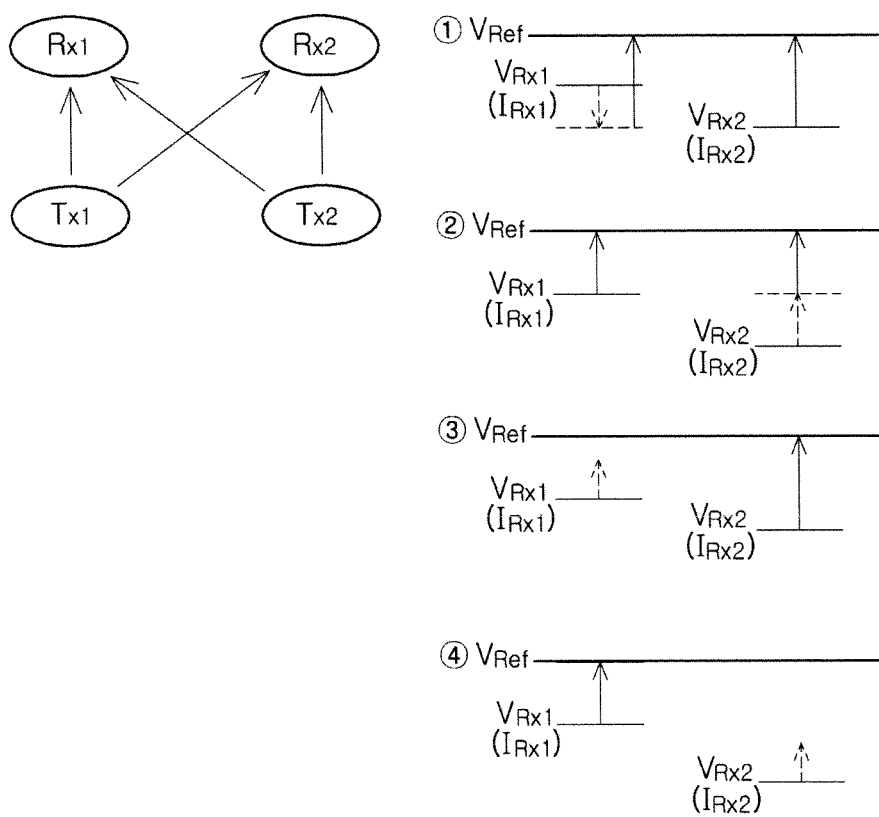 Rx1
Rx2
Tx1
Tx2
① VRef
VRx1
(IRx1)
VRx2
(IRx2)
② VRef
VRx1
(IRx1)
VRx2
(IRx2)
③ VRef
VRx1
(IRx1)
VRx2
(IRx2)
④ VRef
VRx1
(IRx1)
VRx2
(IRx2)